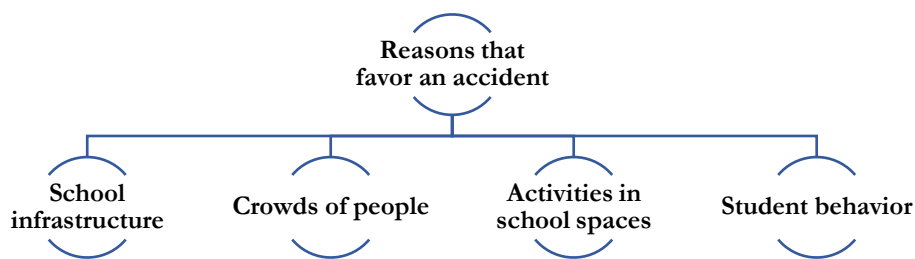 Reasons that
favor an accident
School
infrastructure
Crowds of people
Activities in
school spaces
Student behavior